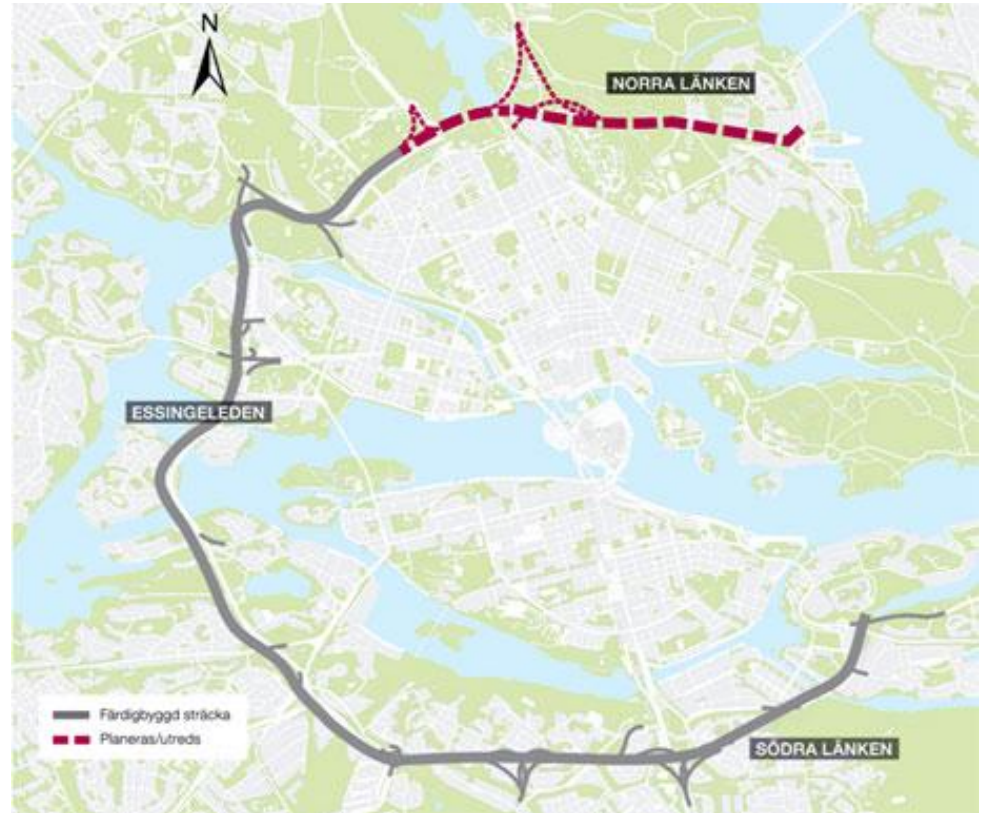 N
NORRA LÄNKEN
ESSINGELEDEN
Färdigbyggd sträcka
Planeras/utreds
SÖDRA LÄNKEN